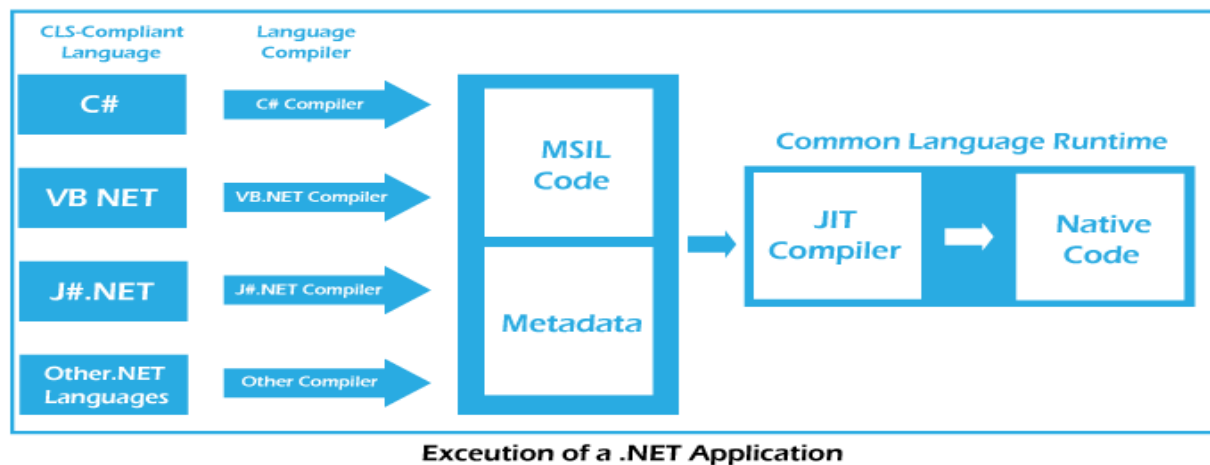 CLS-Compliant
Language
Language
Compiler
C#
C# Compiler
VB NET
VB.NET Compiler
J#.NET
J#.NET Compiler
Other.NET
Languages
Other Compiler
MSIL
Code
Metadata
Common Language Runtime
JIT
Compiler
Native
Code
Exceution of a .NET Application